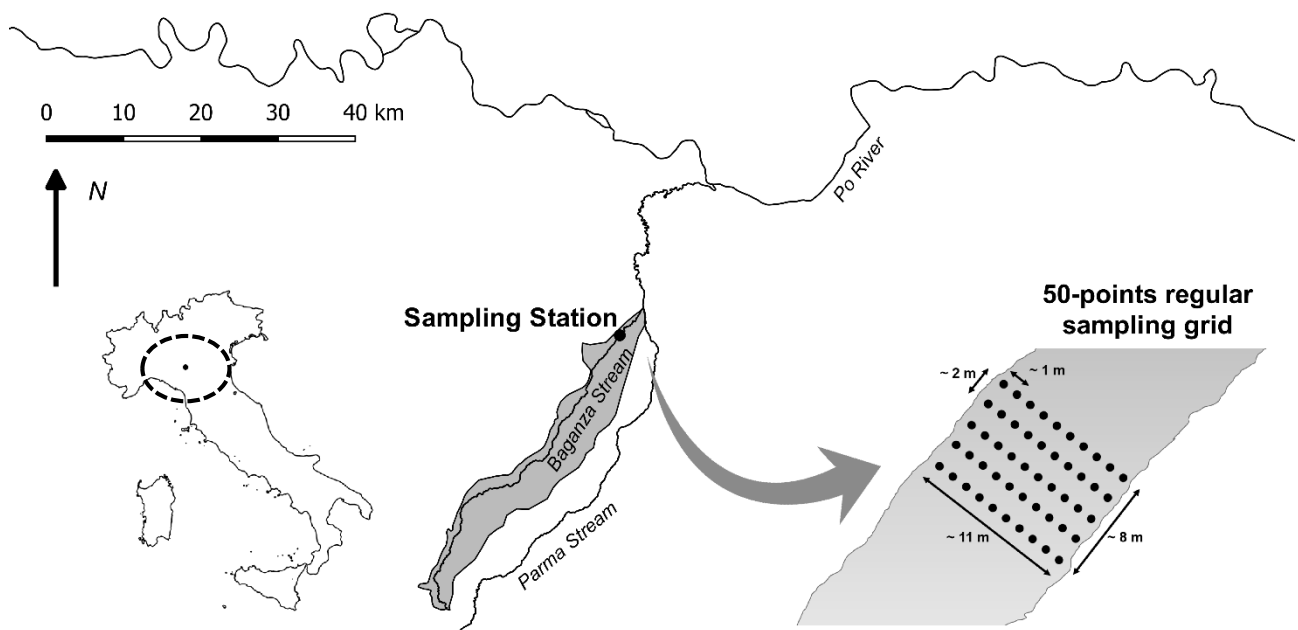 0 10 20 30 40 km
N
Po River
Sampling Station
Baganza Stream
Parma Stream
50-points regular
sampling grid
~ 2 m
~ 1 m
~ 11 m
~ 8 m